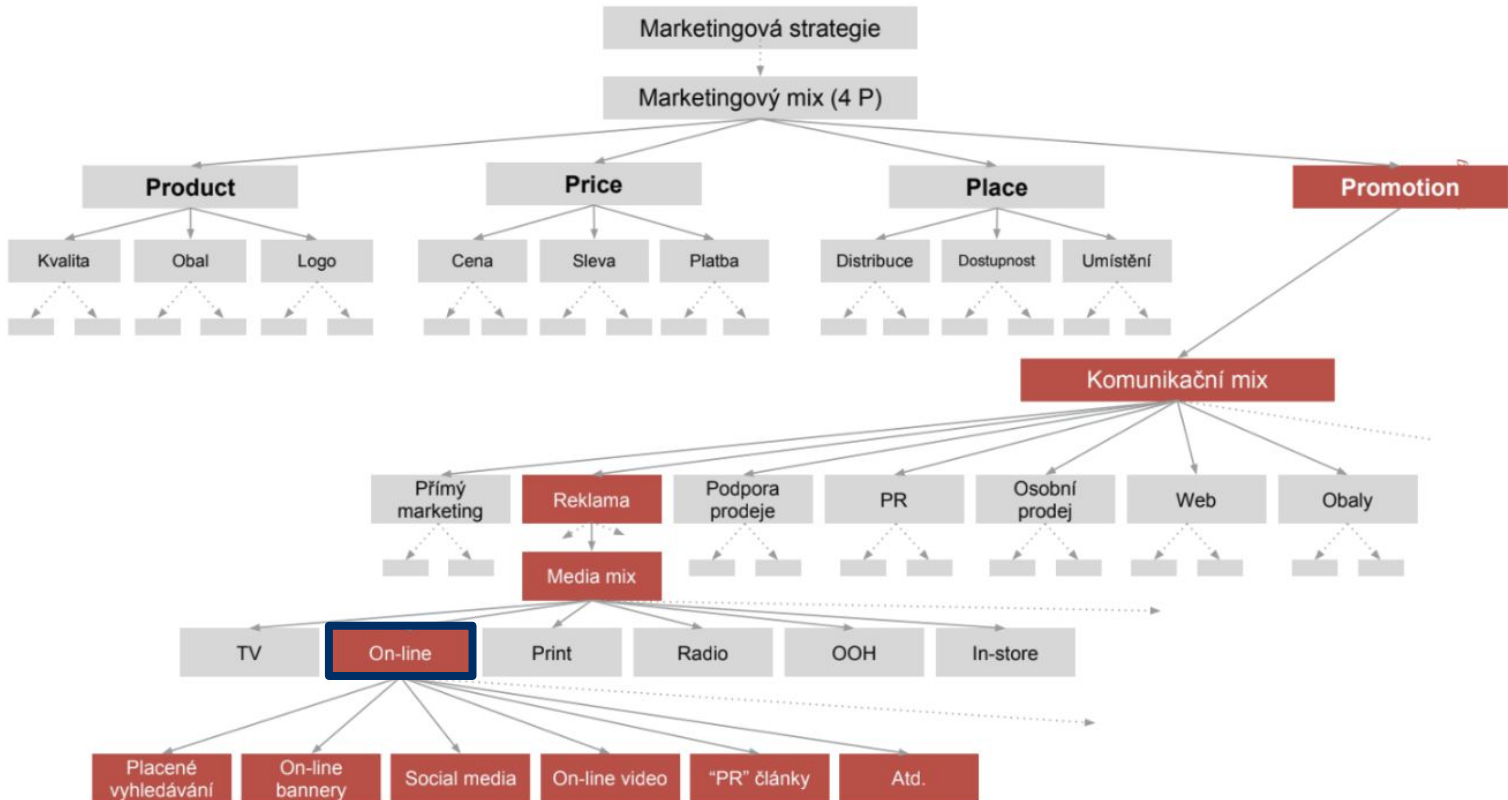 Marketingová strategie
Marketingový mix (4 P)
Product
Price
Place
Promotion
Kvalita
Obal
Logo
Cena
Sleva
Platba
Distribuce
Dostupnost
Umístění
Komunikační mix
Přímý
marketing
Reklama
Podpora
prodeje
PR
Osobní
prodej
Web
Obaly
Media mix
TV
On-line
Print
Radio
OOH
In-store
Placené
vyhledávání
On-line
bannery
Social media
On-line video
"PR" články
Atd.